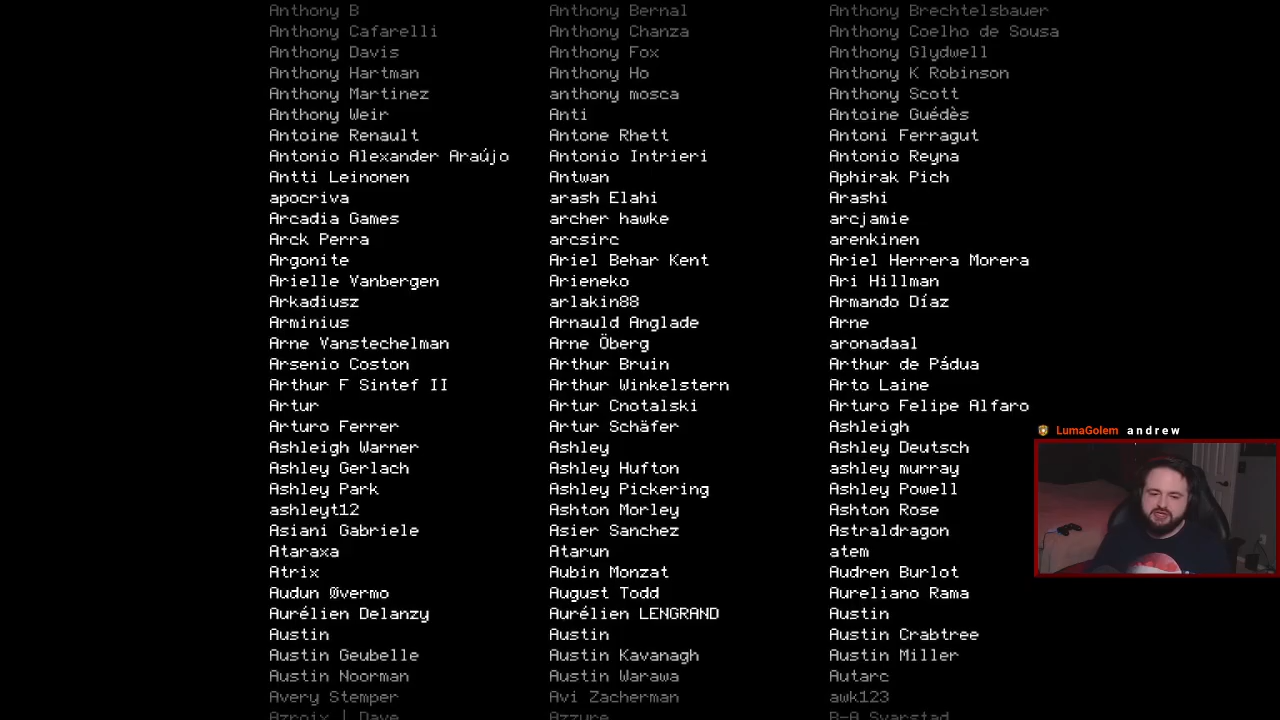 Anthony B Anthony Bernal Anthony Brechtelsbauer
Anthony Cafarelli Anthony Chanza Anthony Coelho de Sousa
Anthony Davis Anthony Fox Anthony Glydwell
Anthony Hartman Anthony Ho Anthony K Robinson
Anthony Martinez anthony mosca Anthony Scott
Anthony Weir Anti Antoine Guédès
Antoine Renault Antone Rhett Antoni Ferragut
Antonio Alexander Araújo Antonio Intrieri Antonio Reyna
Antti Leinonen Antwan Aphirak Pich
apocriva arash Elahi Arashi
Arcadia Games archer hawke arcjamie
Arck Perra arcsirc arenkinen
Argonite Ariel Behar Kent Ariel Herrera Morera
Arielle Vanbergen Arieneko Ari Hillman
Arkadiusz arlakin88 Armando Díaz
Arminius Arnauld Anglade Arne
Arne Vanstechelman Arne Öberg aronadaal
Arsenio Coston Arthur Bruin Arthur de Pádua
Arthur F Sintef II Arthur Winkelstern Arto Laine
Artur Artur Cnotalski Arturo Felipe Alfaro
Arturo Ferrer Artur Schäfer Ashleigh
Ashleigh Warner Ashley Ashley Deutsch
Ashley Gerlach Ashley Hufton ashley murray
Ashley Park Ashley Pickering Ashley Powell
ashleyt12 Ashton Morley Ashton Rose
Asiani Gabriele Asier Sanchez Astraldragon
Ataraxa Atarun atem
Atrix Aubin Monzat Audren Burlot
Audun Øvermo August Todd Aureliano Rama
Aurélien Delanzy Aurélien LENGRAND Austin
Austin Austin Austin Crabtree
Austin Geubelle Austin Kavanagh Austin Miller
Austin Noorman Austin Warawa Autarc
Avery Stemper Avi Zacherman awk123
Azroix | Dave Azzure B-A Svarstad
LumaGolem a n d r e w